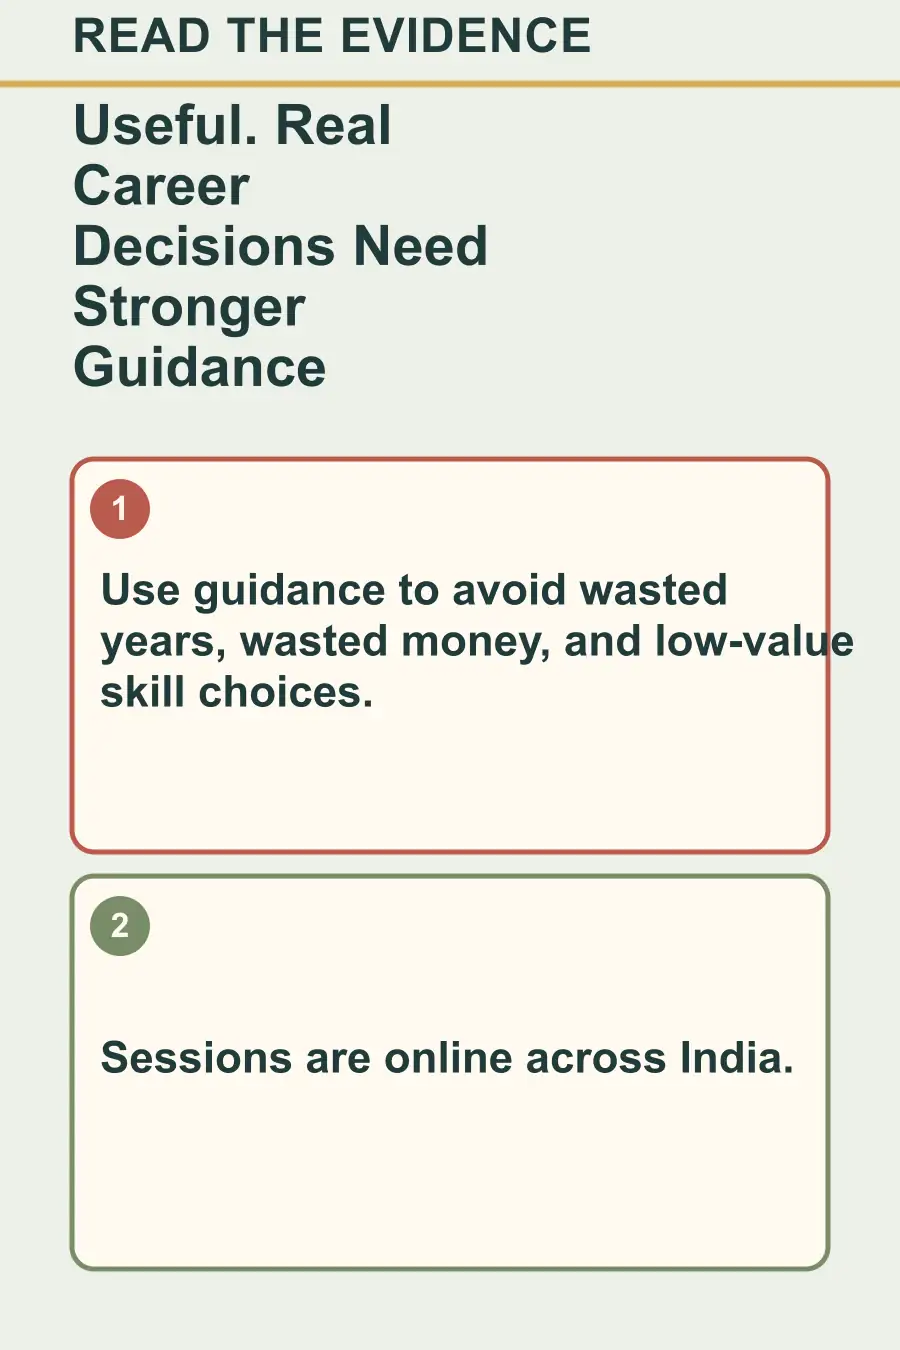 READ THE EVIDENCE
Useful. Real
Career
Decisions Need
Stronger
Guidance
1
Use guidance to avoid wasted
years, wasted money, and low-value
skill choices.
2
Sessions are online across India.